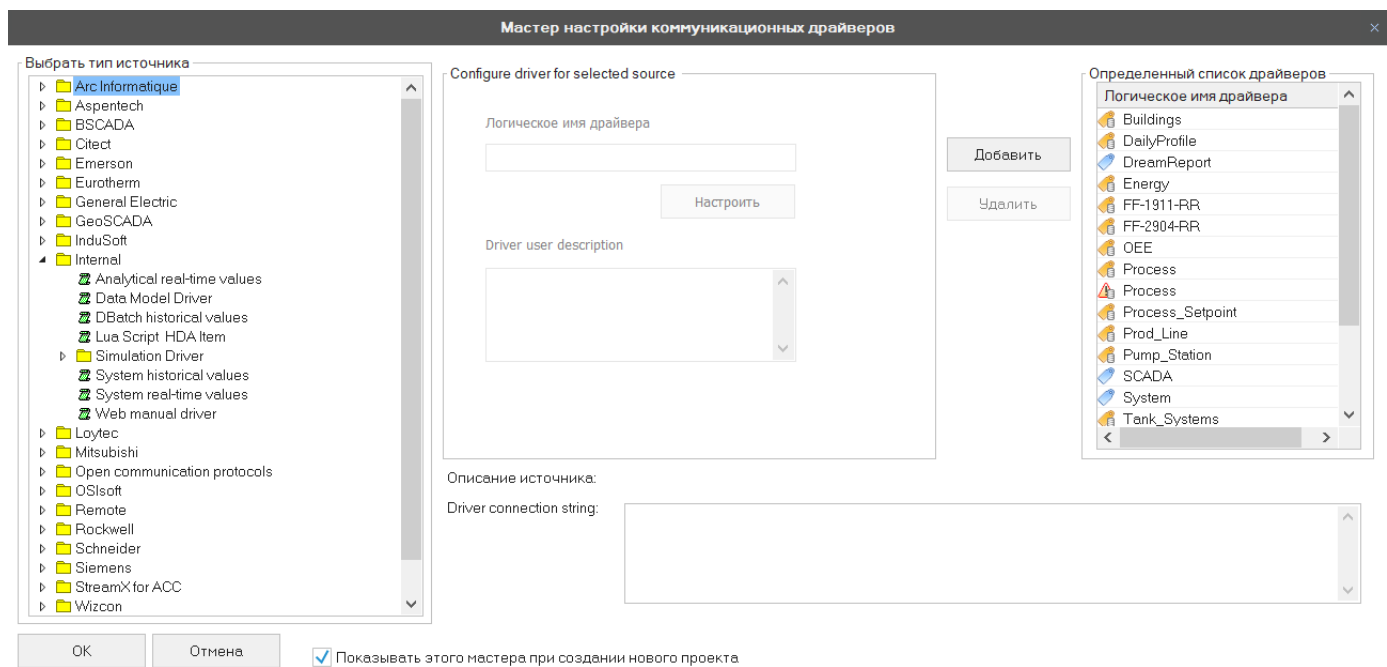 Мастер настройки коммуникационных драйверов
Выбрать тип источника
Arc Informatique
Aspentech
BSCADA
Citect
Emerson
Eurotherm
General Electric
GeoSCADA
InduSoft
Internal
Analytical real-time values
Data Model Driver
DBatch historical values
Lua Script HDA Item
Simulation Driver
System historical values
System real-time values
Web manual driver
Loytec
Mitsubishi
Open communication protocols
OSIsoft
Remote
Rockwell
Schneider
Siemens
StreamX for ACC
Wizcon
Configure driver for selected source
Логическое имя драйвера
Настроить
Driver user description
Добавить
Удалить
Определенный список драйверов
Логическое имя драйвера
Buildings
DailyProfile
DreamReport
Energy
FF-1911-RR
FF-2904-RR
OEE
Process
Process
Process_Setpoint
Prod_Line
Pump_Station
SCADA
System
Tank_Systems
Описание источника:
Driver connection string:
OK
Отмена
Показывать этого мастера при создании нового проекта